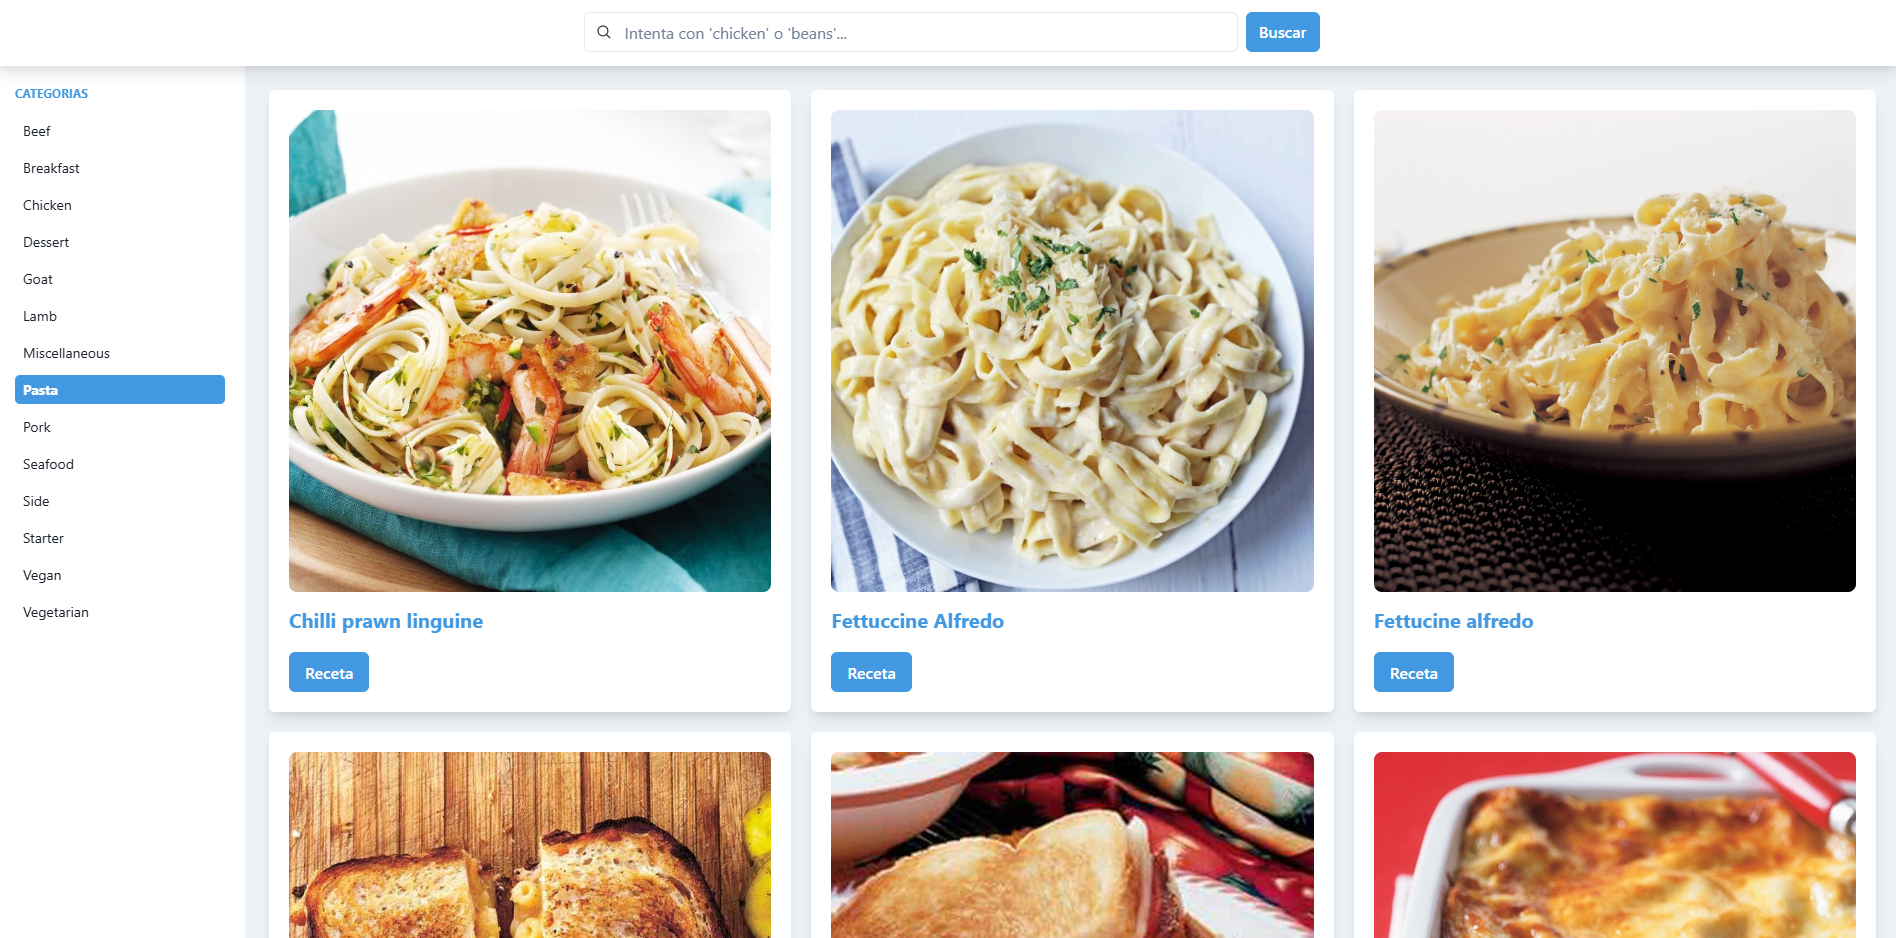 Intenta con 'chicken' o 'beans'...
Buscar
CATEGORIAS
Beef
Breakfast
Chicken
Dessert
Goat
Lamb
Miscellaneous
Pasta
Pork
Seafood
Side
Starter
Vegan
Vegetarian
Chilli prawn linguine
Receta
Fettuccine Alfredo
Receta
Fettucine alfredo
Receta